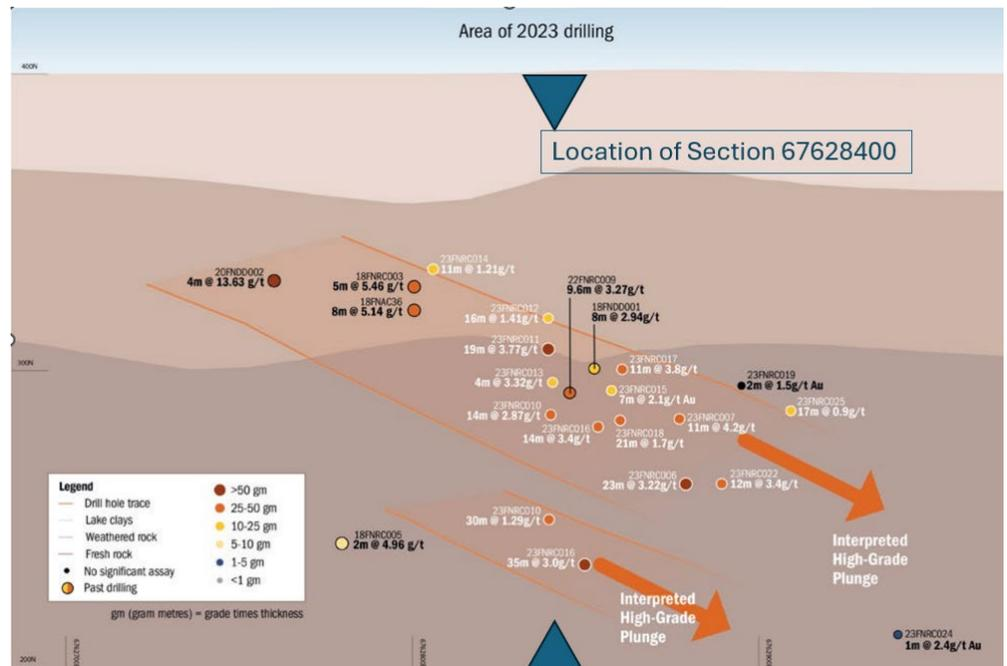 Area of 2023 drilling
400N
Location of Section 67628400
23FNRC014
11m @ 1.21g/t
20FNDD002
4m @ 13.63 g/t
18FNRC003
5m @ 5.46 g/t
22FNRC009
9.6m @ 3.27g/t
18FNAC36
8m @ 5.14 g/t
18FNDD001
8m @ 2.94g/t
23FNRC012
16m @ 1.41g/t
23FNRC011
19m @ 3.77g/t
300N
23FNRC017
11m @ 3.8g/t
23FNRC013
4m @ 3.32g/t
23FNRC019
2m @ 1.5g/t Au
23FNRC015
7m @ 2.1g/t Au
23FNRC025
17m @ 0.9g/t
23FNRC010
14m @ 2.87g/t
23FNRC007
11m @ 4.2g/t
23FNRC016
14m @ 3.4g/t
23FNRC018
21m @ 1.7g/t
23FNRC006
23m @ 3.22g/t
23FNRC022
12m @ 3.4g/t
Legend
Drill hole trace
Lake clays
Weathered rock
Fresh rock
No significant assay
Past drilling
>50 gm
25-50 gm
10-25 gm
5-10 gm
1-5 gm
<1 gm
gm (gram metres) = grade times thickness
23FNRC010
30m @ 1.29g/t
18FNRC005
2m @ 4.96 g/t
23FNRC016
35m @ 3.0g/t
Interpreted
High-Grade
Plunge
Interpreted
High-Grade
Plunge
23FNRC024
1m @ 2.4g/t Au
200N